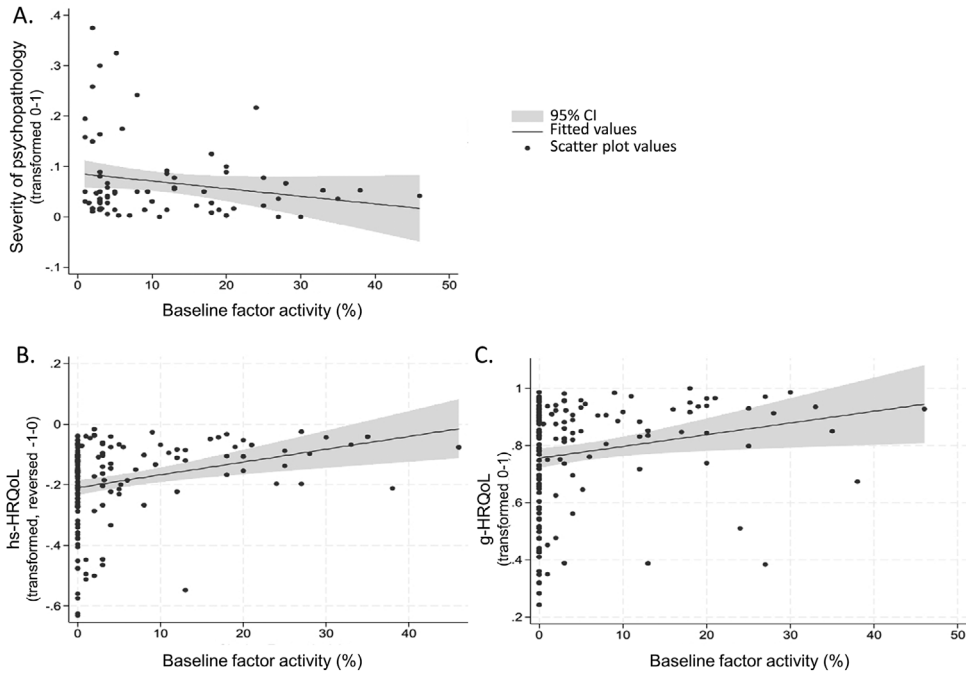 A.
.4
.3
.2
.1
0
-.1
Severity of psychopathology
(transformed 0-1)
0 10 20 30 40 50
Baseline factor activity (%)
95% CI
Fitted values
Scatter plot values
B.
.2
0
-.2
-.4
-.6
hs-HRQoL
(transformed, reversed -1-0)
0 20 40
Baseline factor activity (%)
C.
1
.8
.6
.4
.2
g-HRQoL
(transformed 0-1)
0 10 20 30 40 50
Baseline factor activity (%)